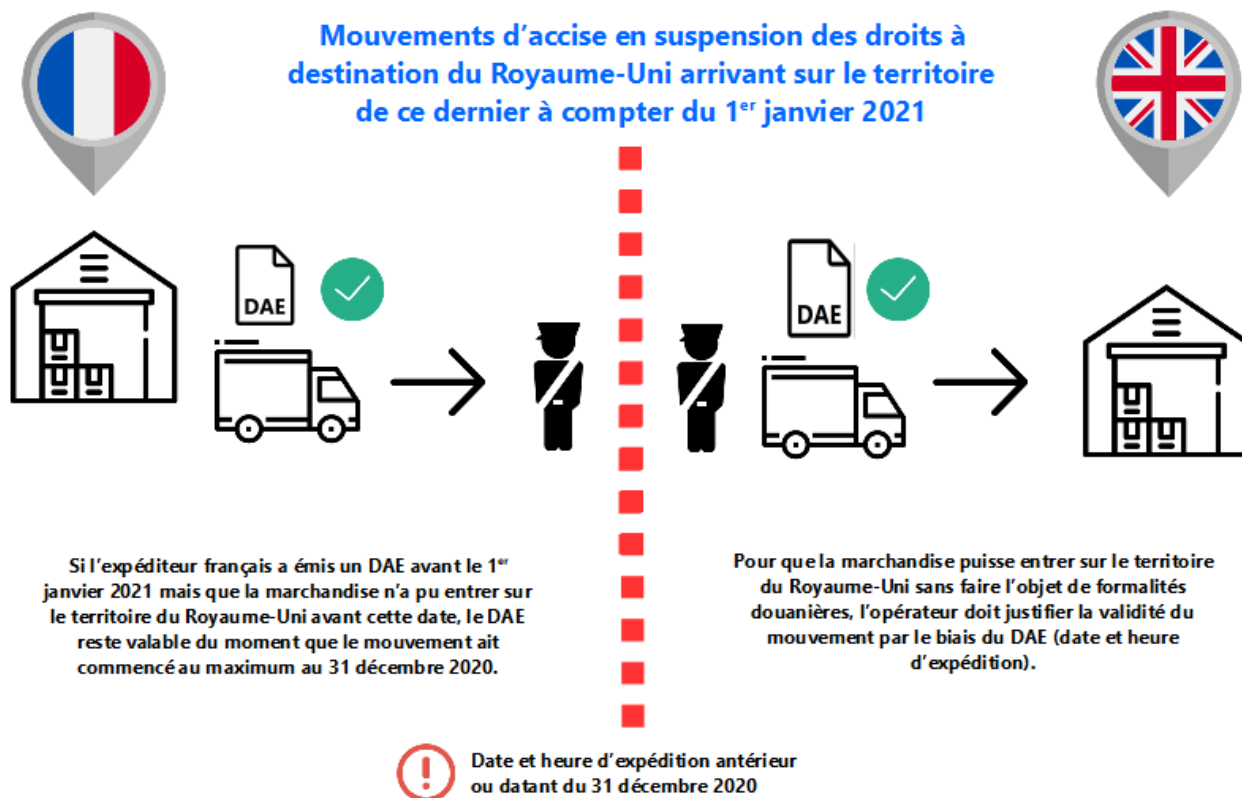 Mouvements d’accise en suspension des droits à
destination du Royaume-Uni arrivant sur le territoire
de ce dernier à compter du 1er janvier 2021
DAE
DAE
Si l’expéditeur français a émis un DAE avant le 1er
janvier 2021 mais que la marchandise n’a pu entrer sur
le territoire du Royaume-Uni avant cette date, le DAE
reste valable du moment que le mouvement ait
commencé au maximum au 31 décembre 2020.
Pour que la marchandise puisse entrer sur le territoire
du Royaume-Uni sans faire l’objet de formalités
douanières, l’opérateur doit justifier la validité du
mouvement par le biais du DAE (date et heure
d’expédition).
Date et heure d’expédition antérieur
ou datant du 31 décembre 2020